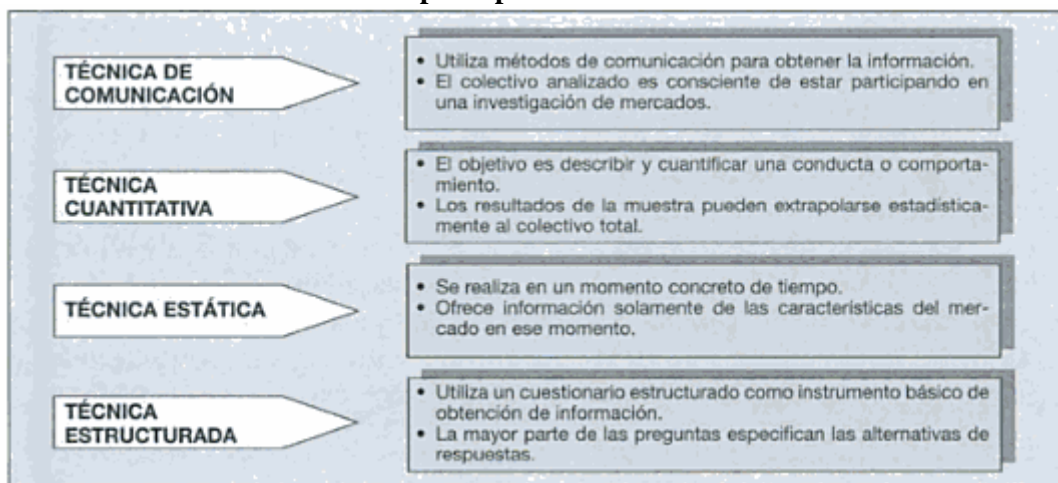 TÉCNICA DE
COMUNICACIÓN
• Utiliza métodos de comunicación para obtener la información.
• El colectivo analizado es consciente de estar participando en
una investigación de mercados.
TÉCNICA
CUANTITATIVA
• El objetivo es describir y cuantificar una conducta o comporta-
miento.
• Los resultados de la muestra pueden extrapolarse estadística-
mente al colectivo total.
TÉCNICA ESTÁTICA
• Se realiza en un momento concreto de tiempo.
• Ofrece información solamente de las características del mer-
cado en ese momento.
TÉCNICA
ESTRUCTURADA
• Utiliza un cuestionario estructurado como instrumento básico de
obtención de información.
• La mayor parte de las preguntas especifican las alternativas de
respuestas.